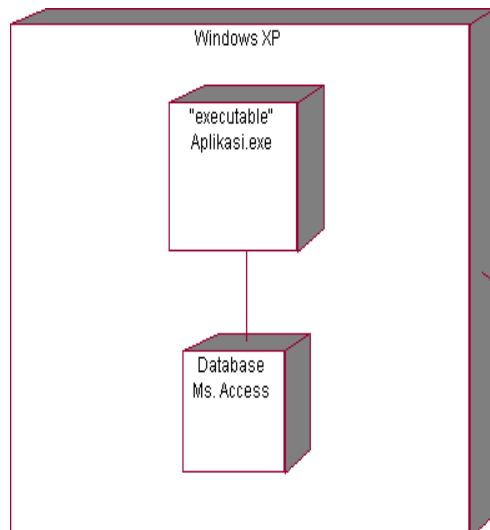 Windows XP
"executable"
Aplikasi.exe
Database
Ms. Access